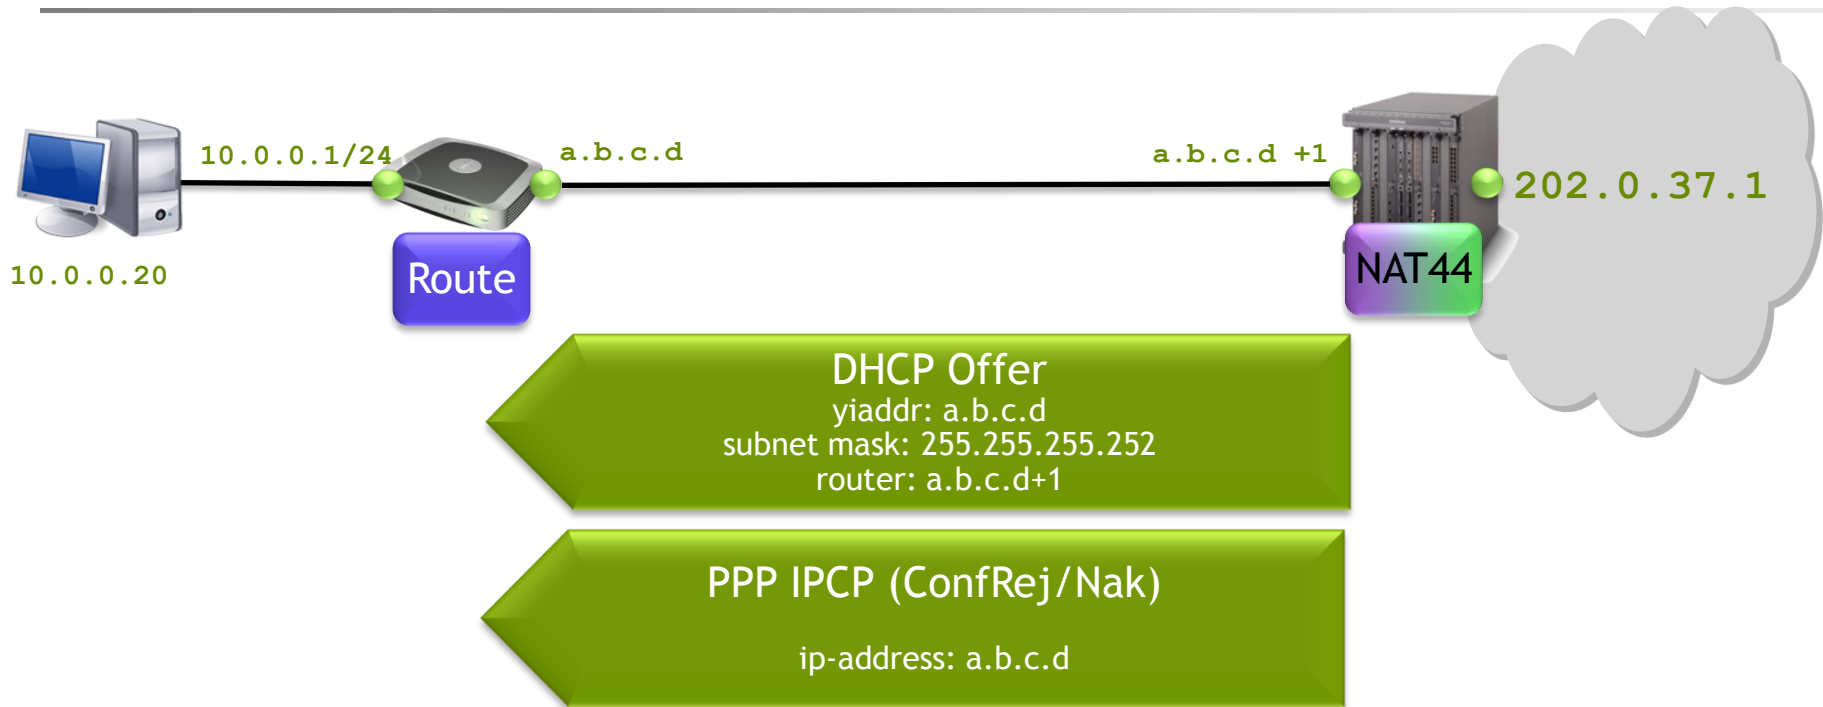 10.0.0.1/24
a.b.c.d
a.b.c.d +1
202.0.37.1
10.0.0.20
Route
NAT44
DHCP Offer
yiaddr: a.b.c.d
subnet mask: 255.255.255.252
router: a.b.c.d+1
PPP IPCP (ConfRej/Nak)
ip-address: a.b.c.d